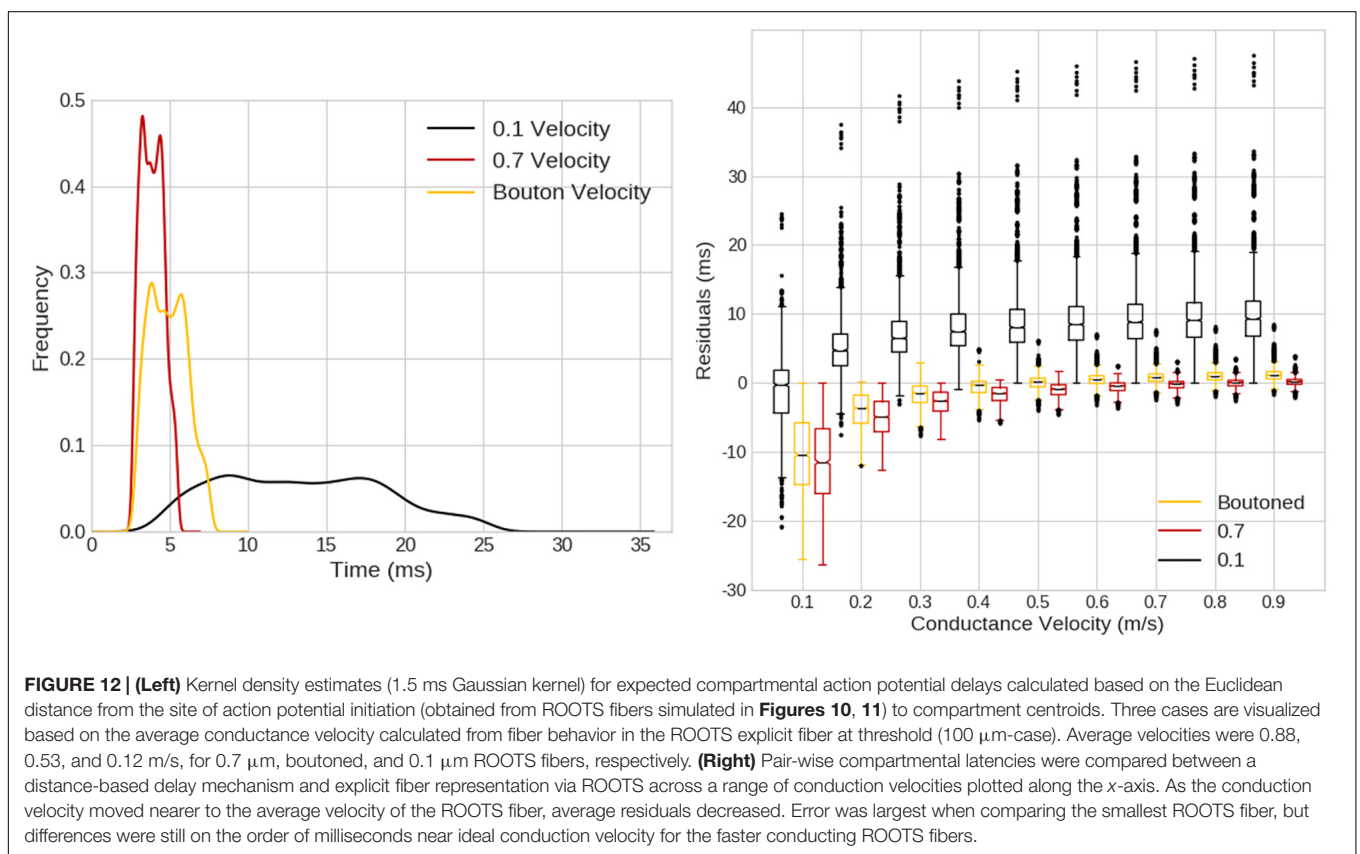 0.5
0.4
0.3
0.2
0.1
0.0
Frequency
0 5 10 15 20 25 30 35
Time (ms)
0.1 Velocity
0.7 Velocity
Bouton Velocity
40
30
20
10
0
-10
-20
-30
Residuals (ms)
0.1 0.2 0.3 0.4 0.5 0.6 0.7 0.8 0.9
Conductance Velocity (m/s)
Boutoned
0.7
0.1
FIGURE 12 | (Left) Kernel density estimates (1.5 ms Gaussian kernel) for expected compartmental action potential delays calculated based on the Euclidean
distance from the site of action potential initiation (obtained from ROOTS fibers simulated in Figures 10, 11) to compartment centroids. Three cases are visualized
based on the average conductance velocity calculated from fiber behavior in the ROOTS explicit fiber at threshold (100 μm-case). Average velocities were 0.88,
0.53, and 0.12 m/s, for 0.7 μm, boutoned, and 0.1 μm ROOTS fibers, respectively. (Right) Pair-wise compartmental latencies were compared between a
distance-based delay mechanism and explicit fiber representation via ROOTS across a range of conduction velocities plotted along the x-axis. As the conduction
velocity moved nearer to the average velocity of the ROOTS fiber, average residuals decreased. Error was largest when comparing the smallest ROOTS fiber, but
differences were still on the order of milliseconds near ideal conduction velocity for the faster conducting ROOTS fibers.